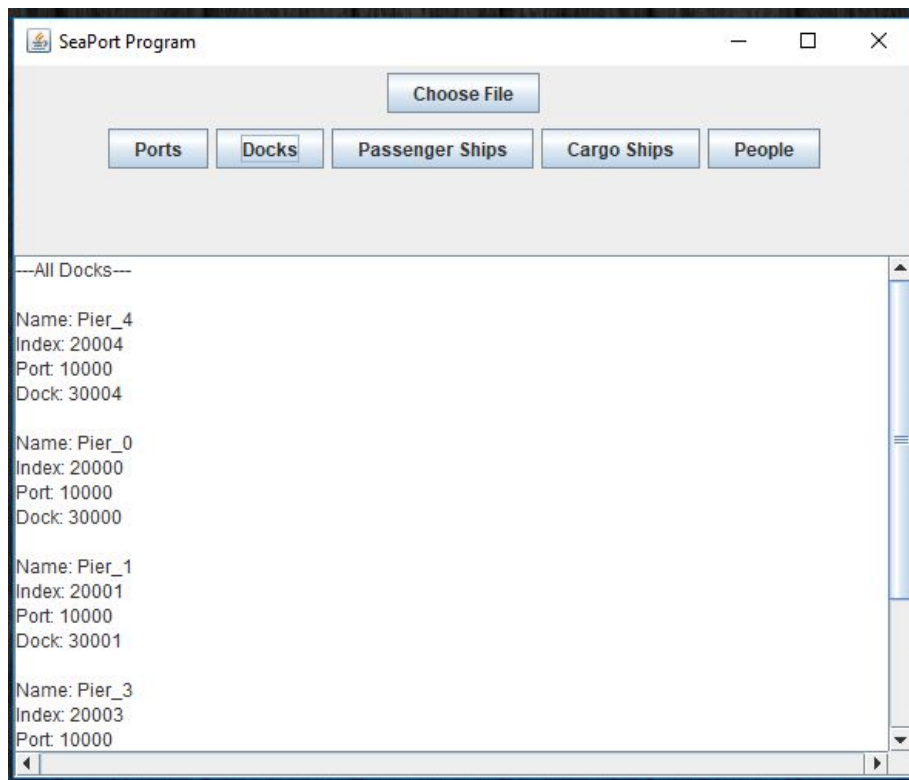 SeaPort Program
Choose File
Ports Docks Passenger Ships Cargo Ships People
---All Docks---
Name: Pier_4
Index: 20004
Port: 10000
Dock: 30004
Name: Pier_0
Index: 20000
Port: 10000
Dock: 30000
Name: Pier_1
Index: 20001
Port: 10000
Dock: 30001
Name: Pier_3
Index: 20003
Port: 10000